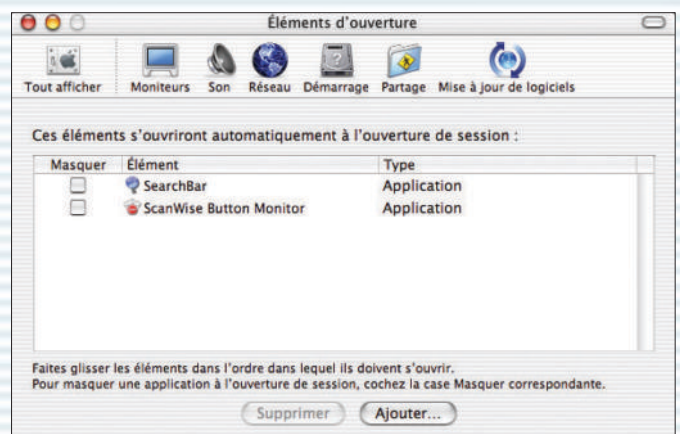 Éléments d'ouverture
Tout afficher Moniteurs Son Réseau Démarrage Partage Mise à jour de logiciels
Ces éléments s'ouvriront automatiquement à l'ouverture de session :
Masquer Élément Type
SearchBar Application
ScanWise Button Monitor Application
Faites glisser les éléments dans l'ordre dans lequel ils doivent s'ouvrir.
Pour masquer une application à l'ouverture de session, cochez la case Masquer correspondante.
Supprimer Ajouter...